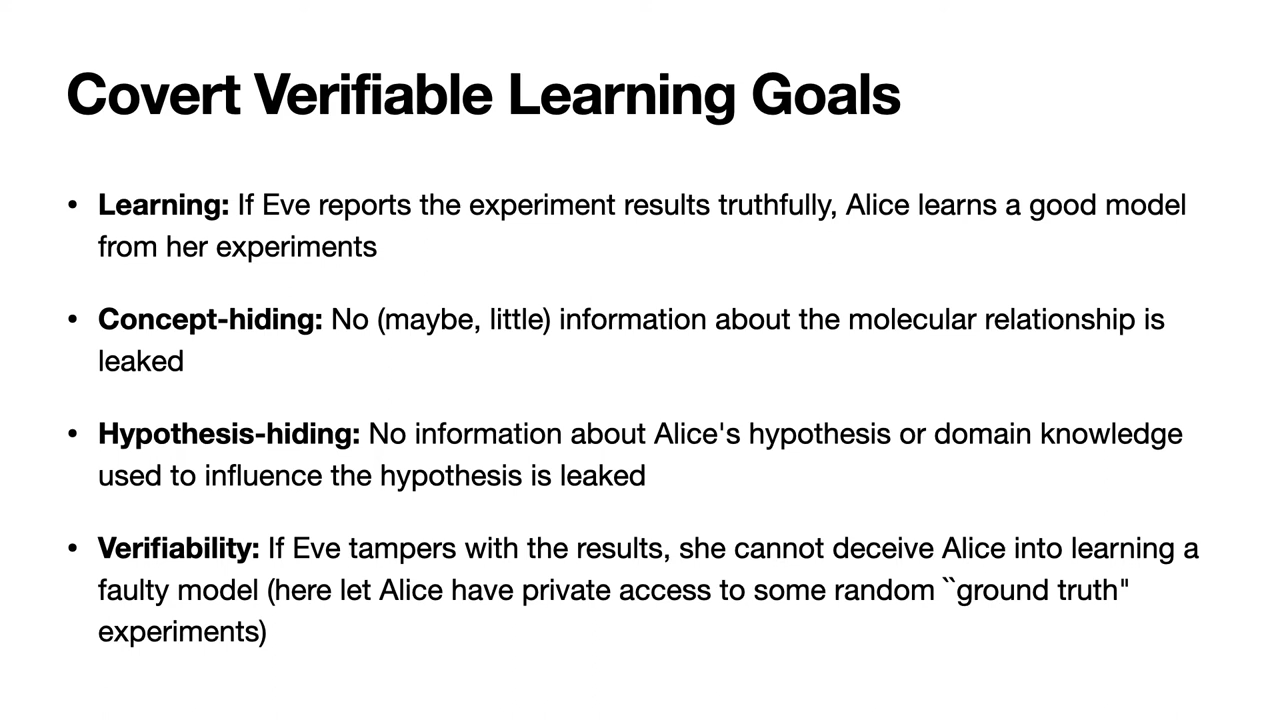 Covert Verifiable Learning Goals
• Learning: If Eve reports the experiment results truthfully, Alice learns a good model
from her experiments
• Concept-hiding: No (maybe, little) information about the molecular relationship is
leaked
• Hypothesis-hiding: No information about Alice's hypothesis or domain knowledge
used to influence the hypothesis is leaked
• Verifiability: If Eve tampers with the results, she cannot deceive Alice into learning a
faulty model (here let Alice have private access to some random ``ground truth"
experiments)